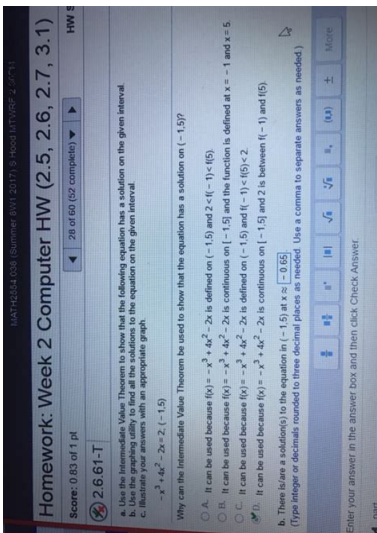 MATH2584 036 (Summer 8W1 2017) S-Hood MTWRF
Homework: Week 2 Computer HW (2.5, 2.6, 2.7, 3.1)
Score: 0.83 of 1 pt
28 of 60 (52 complete)
HW S
2.6.61-T
a. Use the Intermediate Value Theorem to show that the following equation has a solution on the given interval.
b. Use the graphing utility to find all the solutions to the equation on the given interval.
c. Illustrate your answers with an appropriate graph.
-x³ + 4x² - 2x = 2; (-1,5)
Why can the Intermediate Value Theorem be used to show that the equation has a solution on (-1,5)?
A. It can be used because f(x) = -x³ + 4x² - 2x is defined on (-1,5) and 2 < f(-1) < f(5).
B. It can be used because f(x) = -x³ + 4x² - 2x is continuous on [-1,5] and the function is defined at x = -1 and x = 5.
C. It can be used because f(x) = -x³ + 4x² - 2x is defined on (-1,5) and f(-1) < f(5) < 2.
D. It can be used because f(x) = -x³ + 4x² - 2x is continuous on [-1,5] and 2 is between f(-1) and f(5).
b. There is/are a solution(s) to the equation in (-1,5) at x ≈ -0.65.
(Type integer or decimals rounded to three decimal places as needed. Use a comma to separate answers as needed.)
More
Enter your answer in the answer box and then click Check Answer.